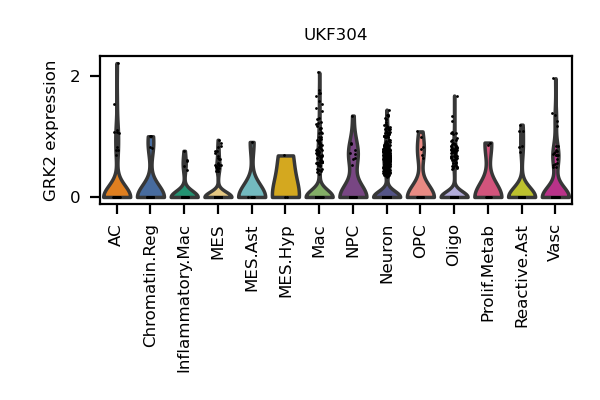 UKF304
GRK2 expression
2
0
AC
Chromatin.Reg
Inflammatory.Mac
MES
MES.Ast
MES.Hyp
Mac
NPC
Neuron
OPC
Oligo
Prolif.Metab
Reactive.Ast
Vasc